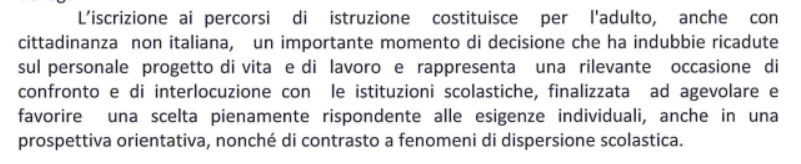 L'iscrizione ai percorsi di istruzione costituisce per l'adulto, anche con
cittadinanza non italiana, un importante momento di decisione che ha indubbie ricadute
sul personale progetto di vita e di lavoro e rappresenta una rilevante occasione di
confronto e di interlocuzione con le istituzioni scolastiche, finalizzata ad agevolare e
favorire una scelta pienamente rispondente alle esigenze individuali, anche in una
prospettiva orientativa, nonché di contrasto a fenomeni di dispersione scolastica.